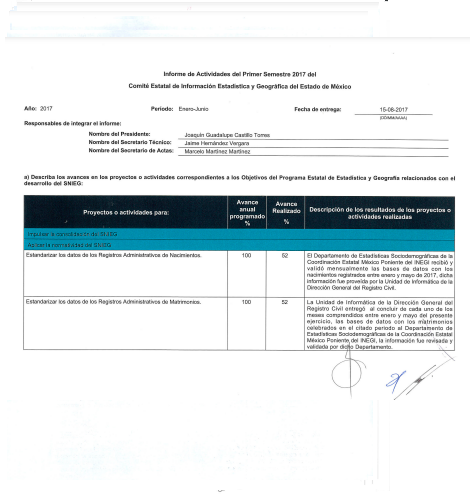 Informe de Actividades del Primer Semestre 2017 del
Comité Estatal de Información Estadística y Geográfica del Estado de México
Año: 2017 Periodo: Enero-Junio Fecha de entrega: 15-08-2017
(DD/MM/AAAA)
Responsables de integrar el informe:
Nombre del Presidente: Joaquín Guadalupe Castillo Torres
Nombre del Secretario Técnico: Jaime Hernández Vergara
Nombre del Secretario de Actas: Marcelo Martínez Martínez
a) Describa los avances en los proyectos o actividades correspondientes a los Objetivos del Programa Estatal de Estadística y Geografía relacionados con el
desarrollo del SNIEG:
Proyectos o actividades para:
Avance
anual
programado
%
Avance
Realizado
%
Descripción de los resultados de los proyectos o
actividades realizadas
Impulsar la consolidación del SNIEG
Aplicar la normatividad del SNIEG
Estandarizar los datos de los Registros Administrativos de Nacimientos.
100
52
El Departamento de Estadísticas Sociodemográficas de la
Coordinación Estatal México Poniente del INEGI recibió y
validó mensualmente las bases de datos con los
nacimientos registrados entre enero y mayo de 2017, dicha
información fue proveída por la Unidad de Informática de la
Dirección General del Registro Civil.
Estandarizar los datos de los Registros Administrativos de Matrimonios.
100
52
La Unidad de Informática de la Dirección General del
Registro Civil entregó al concluir de cada uno de los
meses comprendidos entre enero y mayo del presente
ejercicio, las bases de datos con los matrimonios
celebrados en el citado periodo al Departamento de
Estadísticas Sociodemográficas de la Coordinación Estatal
México Poniente del INEGI, la información fue revisada y
validada por dicho Departamento.